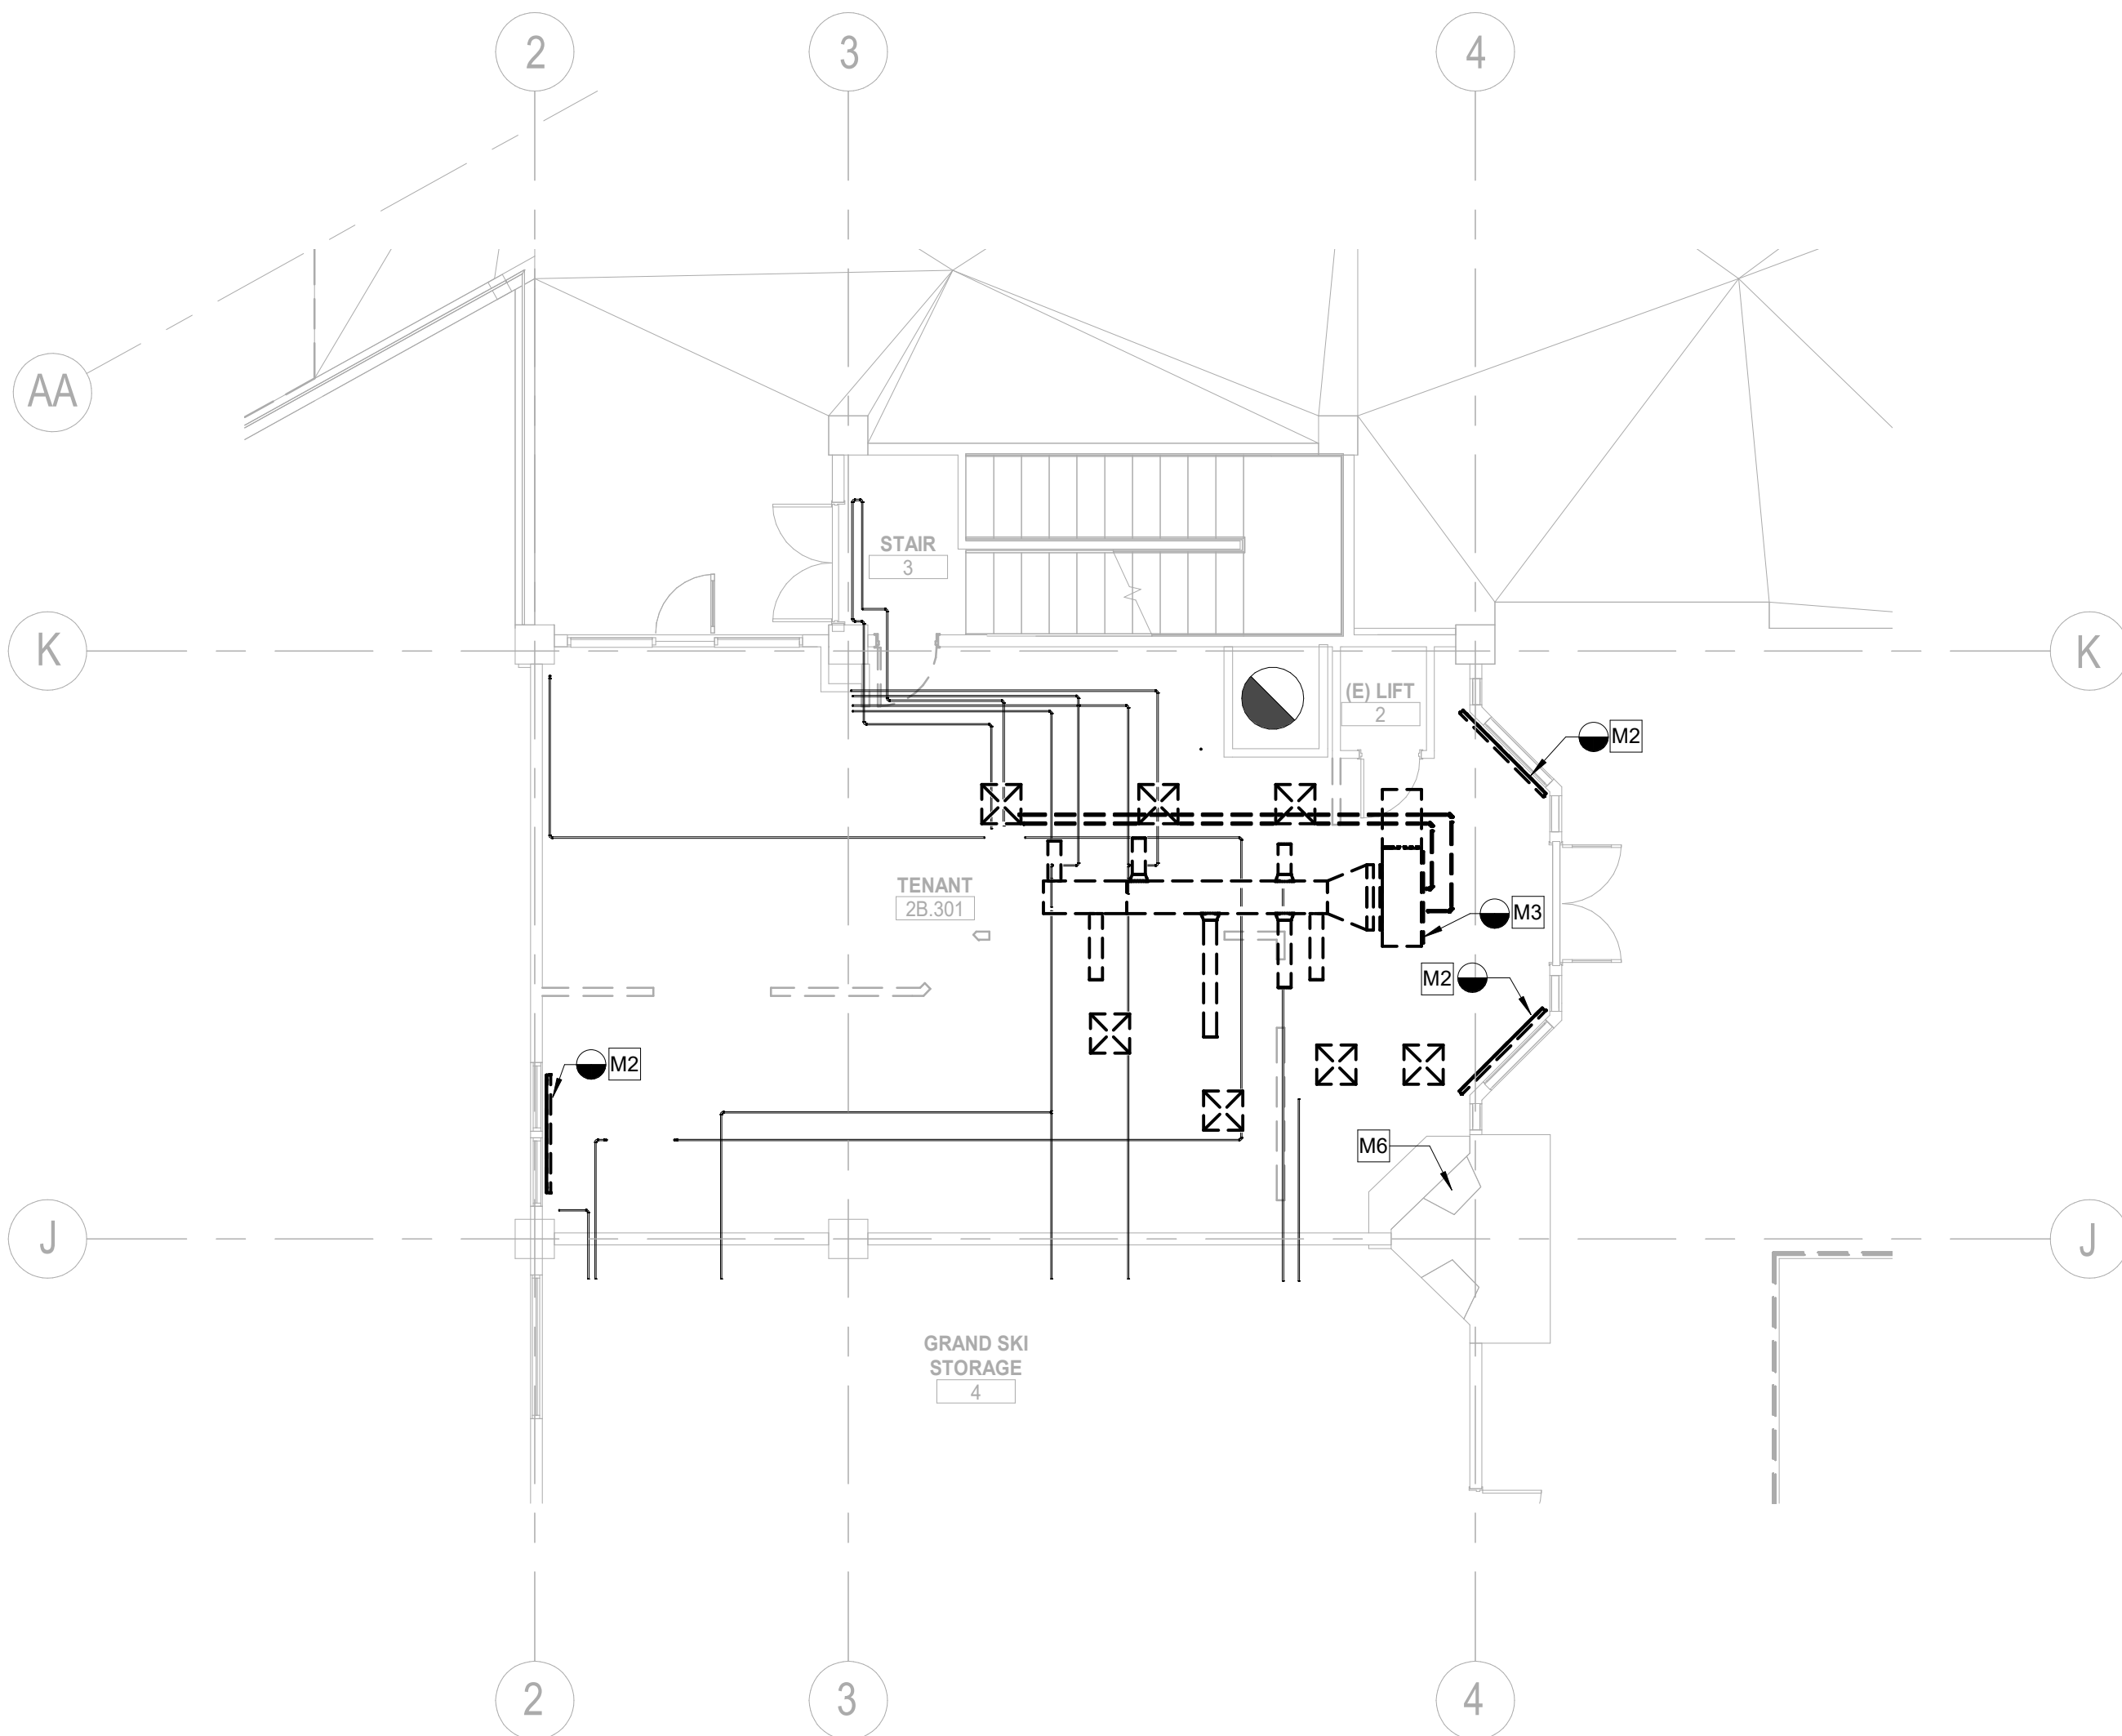 2
3
4
AA
STAIR
3
K
K
(E) LIFT
2
M2
TENANT
2B.301
M3
M2
M2
M6
J
J
GRAND SKI
STORAGE
4
2
3
4